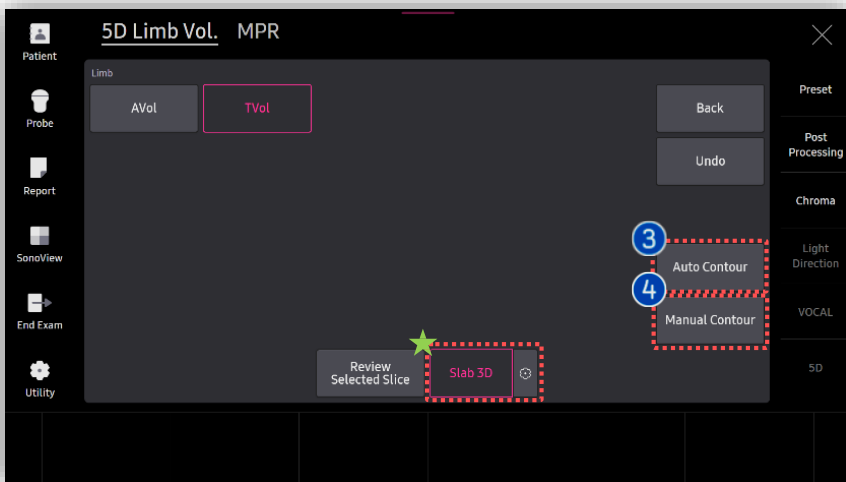 5D Limb Vol. MPR
Patient
Probe
Report
SonoView
End Exam
Utility
Limb
AVol TVol
Back
Undo
3
Auto Contour
4
Manual Contour
Review
Selected Slice
Slab 3D
Preset
Post
Processing
Chroma
Light
Direction
VOCAL
5D